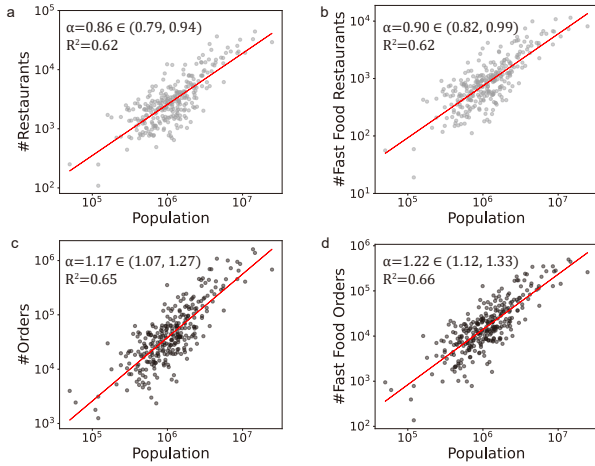 a
α=0.86 ∈ (0.79, 0.94)
R²=0.62
#Restaurants
10⁵
10⁴
10³
10²
10⁵ 10⁶ 10⁷
Population
b
α=0.90 ∈ (0.82, 0.99)
R²=0.62
#Fast Food Restaurants
10⁴
10³
10²
10¹
10⁵ 10⁶ 10⁷
Population
c
α=1.17 ∈ (1.07, 1.27)
R²=0.65
#Orders
10⁶
10⁵
10⁴
10³
10⁵ 10⁶ 10⁷
Population
d
α=1.22 ∈ (1.12, 1.33)
R²=0.66
#Fast Food Orders
10⁶
10⁵
10⁴
10³
10²
10⁵ 10⁶ 10⁷
Population